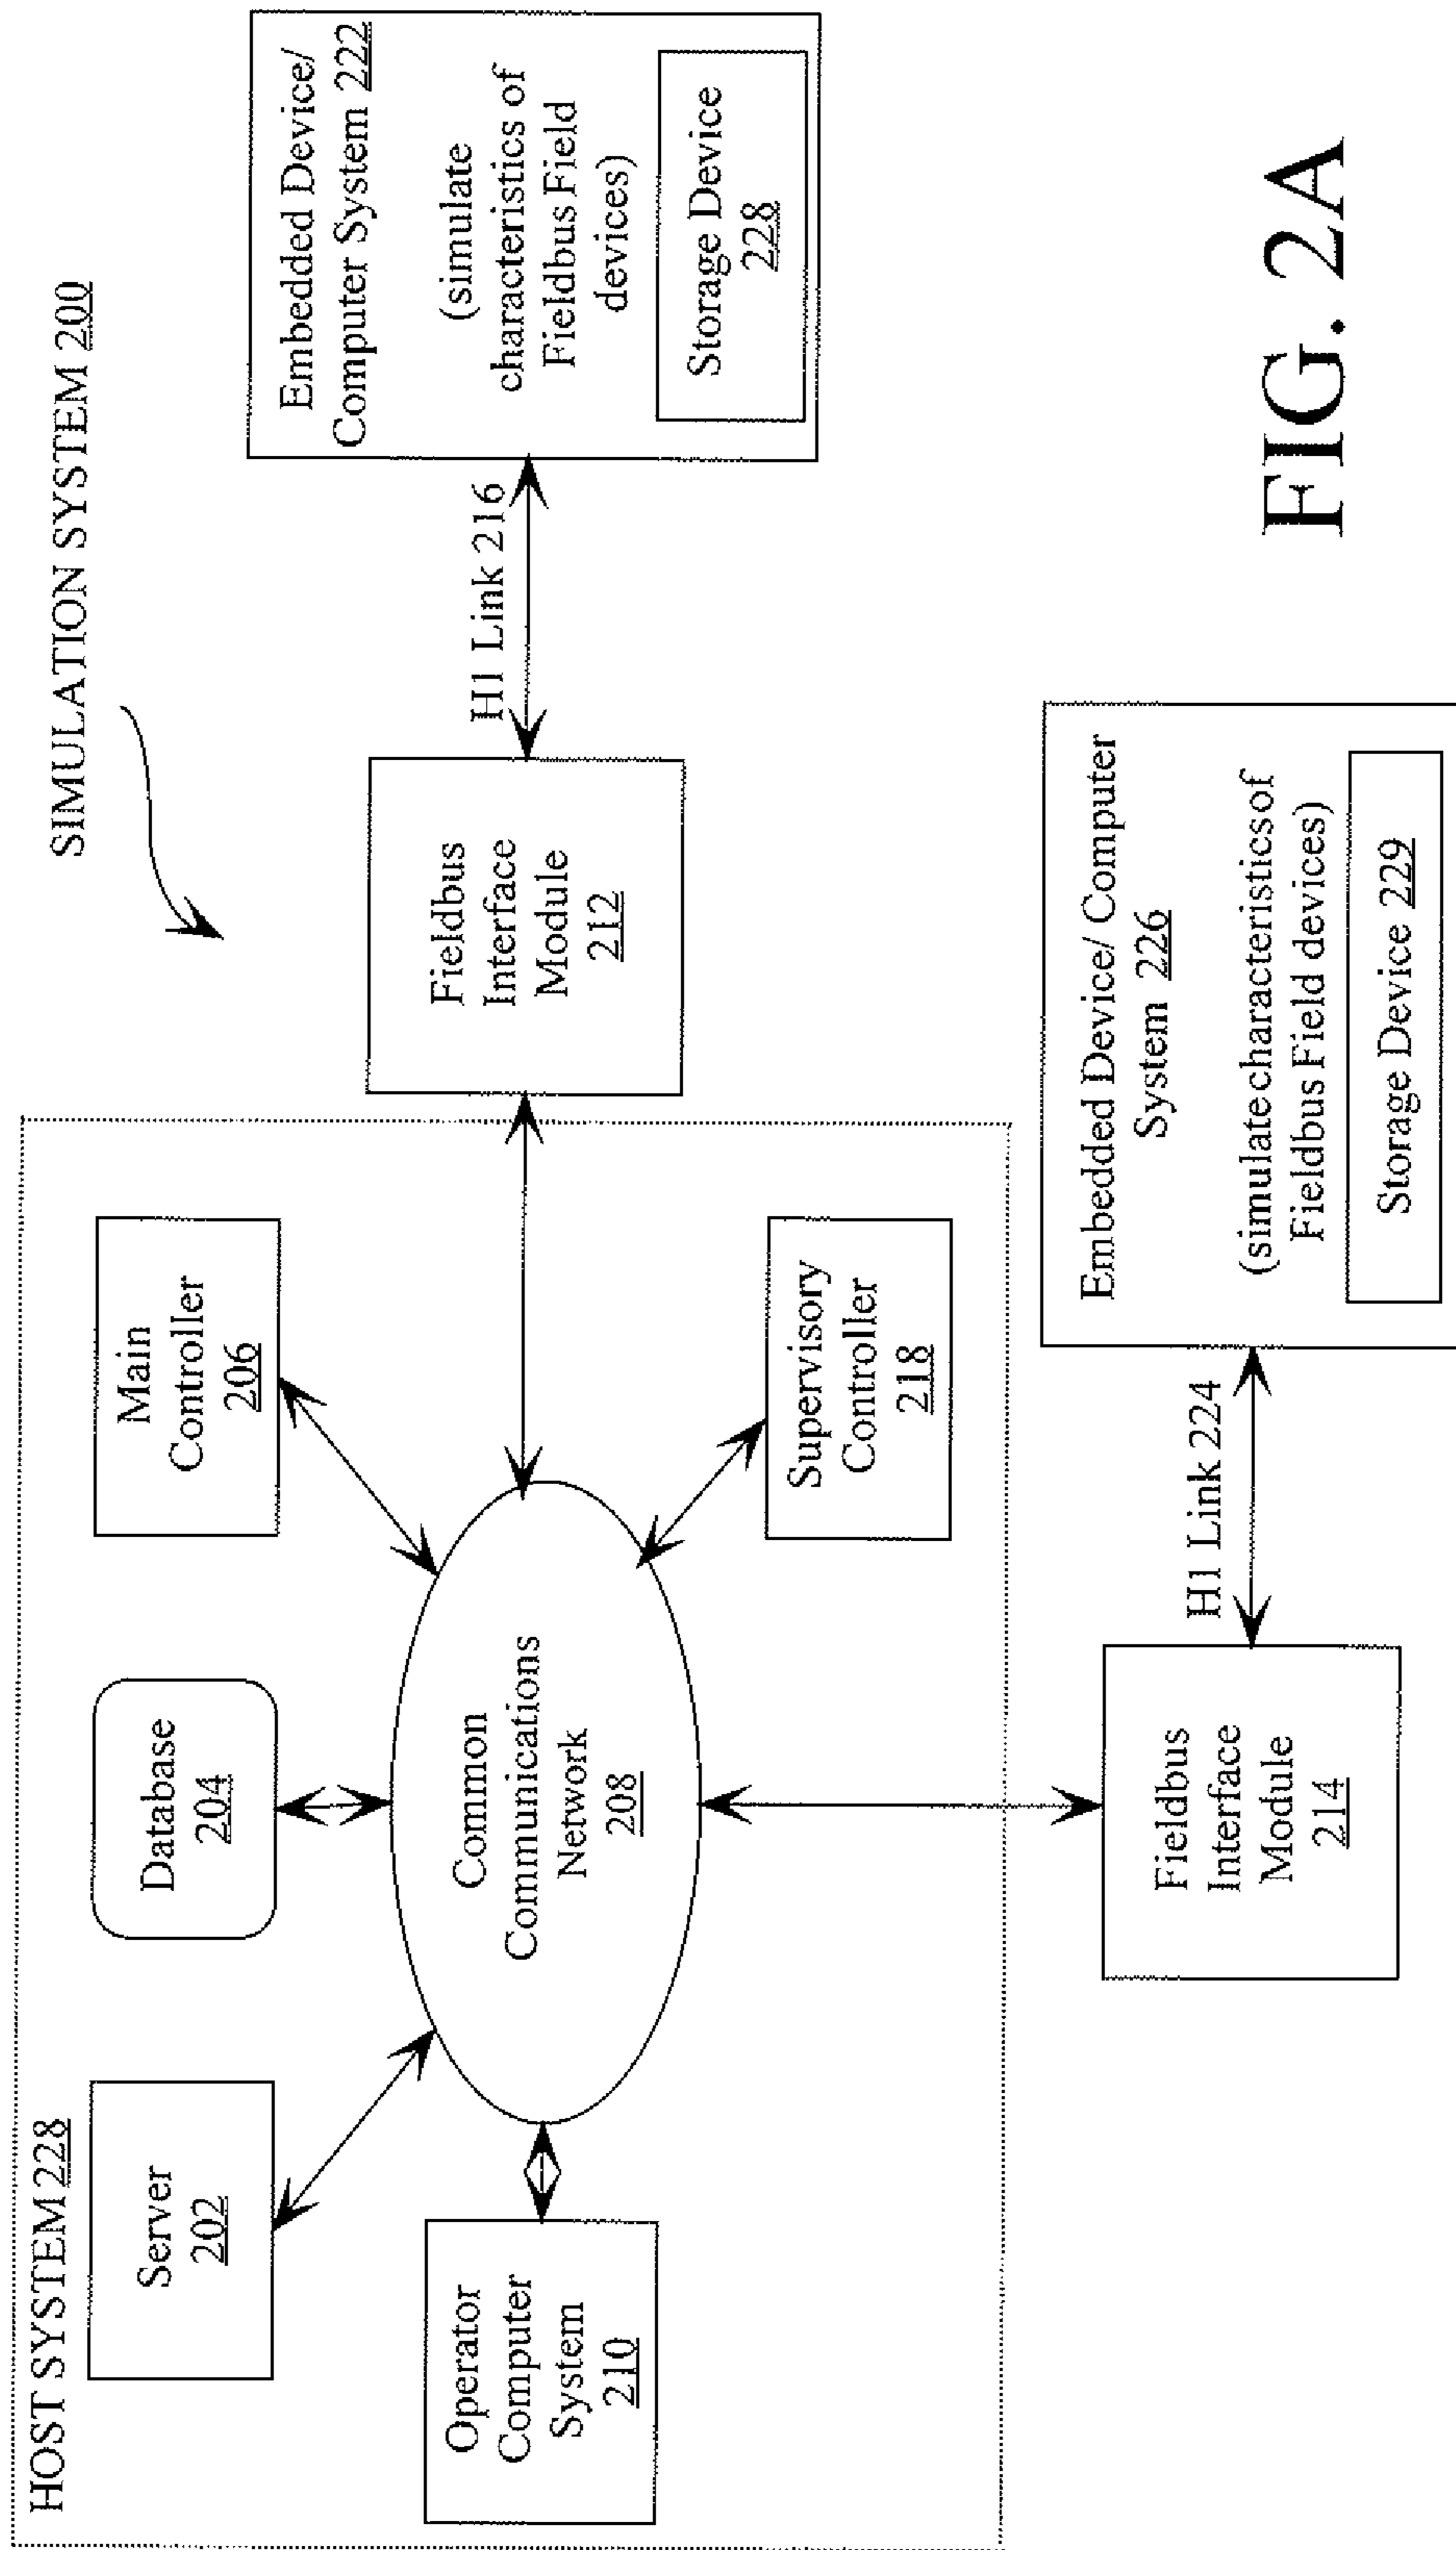 SIMULATION SYSTEM 200
HOST SYSTEM 228
Server
202
Database
204
Main
Controller
206
Operator
Computer
System
210
Common
Communications
Network
208
Supervisory
Controller
218
Fieldbus
Interface
Module
212
H1 Link 216
Embedded Device/
Computer System 222
(simulate
characteristics of
Fieldbus Field
devices)
Storage Device
228
Fieldbus
Interface
Module
214
H1 Link 224
Embedded Device/ Computer
System 226
(simulate characteristics of
Fieldbus Field devices)
Storage Device 229
FIG. 2A